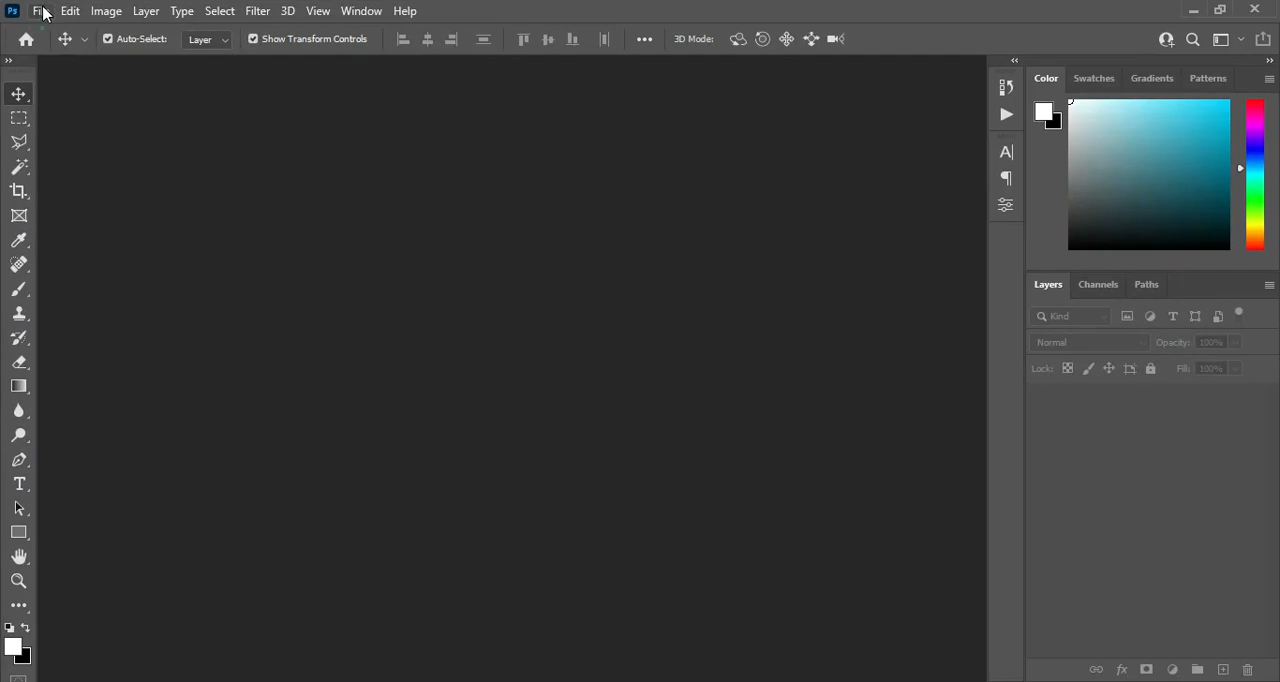 Ps File Edit Image Layer Type Select Filter 3D View Window Help
Auto-Select: Layer Show Transform Controls 3D Mode:
Color Swatches Gradients Patterns
Layers Channels Paths
Kind
Normal Opacity: 100%
Lock: Fill: 100%